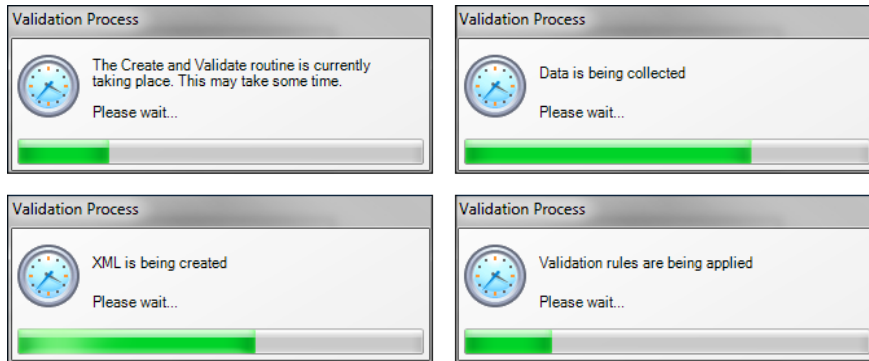 Validation Process
The Create and Validate routine is currently
taking place. This may take some time.
Please wait...
Validation Process
Data is being collected
Please wait...
Validation Process
XML is being created
Please wait...
Validation Process
Validation rules are being applied
Please wait...